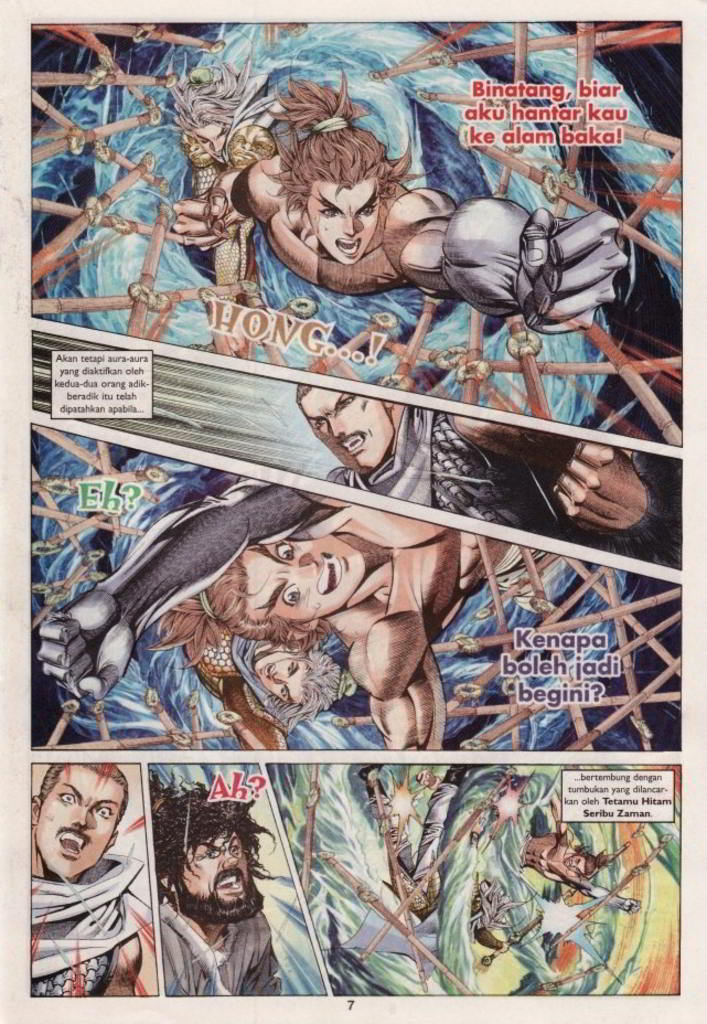 Binatang, biar
aku hantar kau
ke alam baka!
HONG...!
Akan tetapi aura-aura
yang diaktifkan oleh
kedua-dua orang adik-
beradik itu telah
dipatahkan apabila...
Eh?
Kenapa
boleh jadi
begini?
Ah?
...bertembung dengan
tumbukan yang dilancar-
kan oleh Tetamu Hitam
Seribu Zaman.
7